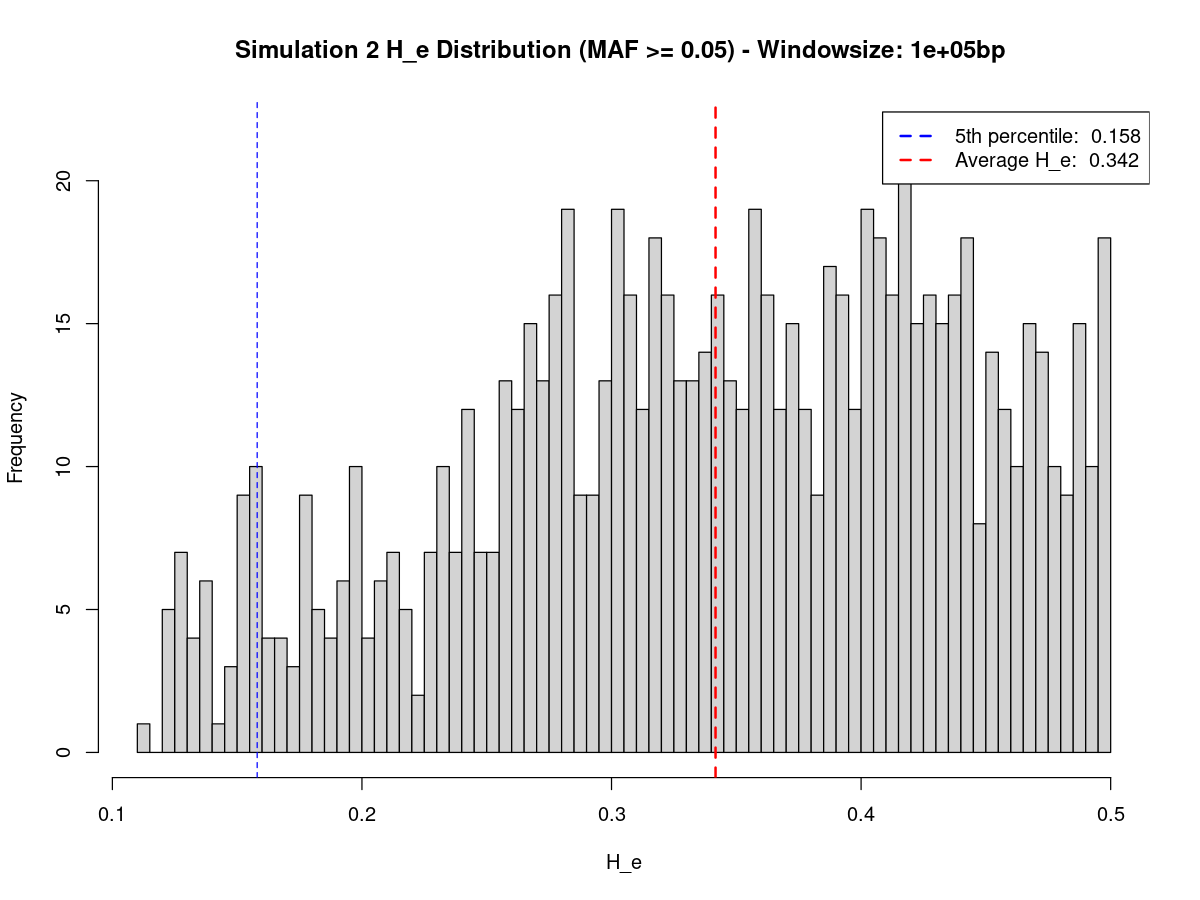 Simulation 2 H_e Distribution (MAF >= 0.05) - Windowsize: 1e+05bp
5th percentile: 0.158
Average H_e: 0.342
Frequency
20
15
10
5
0
0.1 0.2 0.3 0.4 0.5
H_e